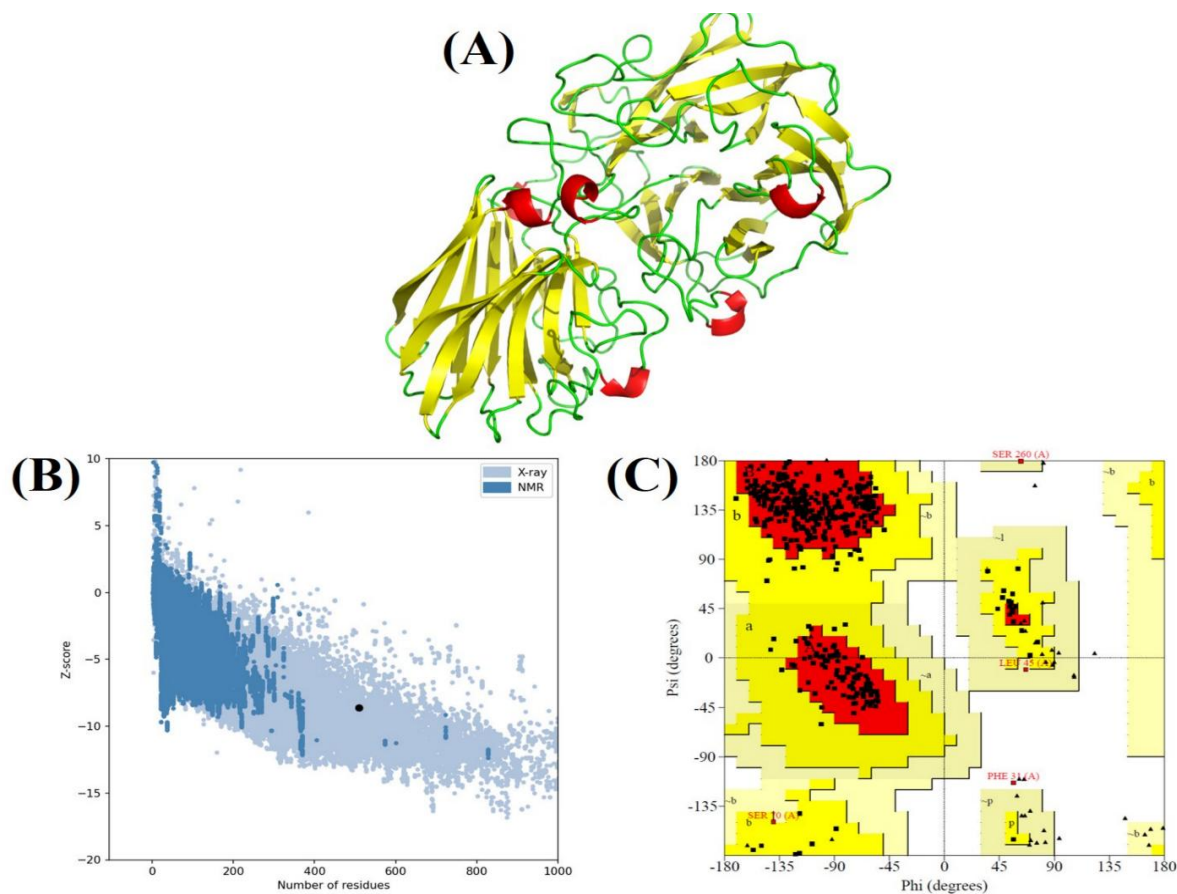 (A)
(B)
10
5
0
−5
−10
−15
−20
0
200
400
600
800
1000
Z-score
Number of residues
X-ray
NMR
(C)
180
135
90
45
0
-45
-90
-135
-180
-135
-90
-45
0
45
90
135
180
Psi (degrees)
Phi (degrees)
SER 260 (A)
LEU 45 (A)
PHE 31 (A)
SER 70 (A)
b
~b
~b
b
~l
a
~a
~b
b
~p
p
~b